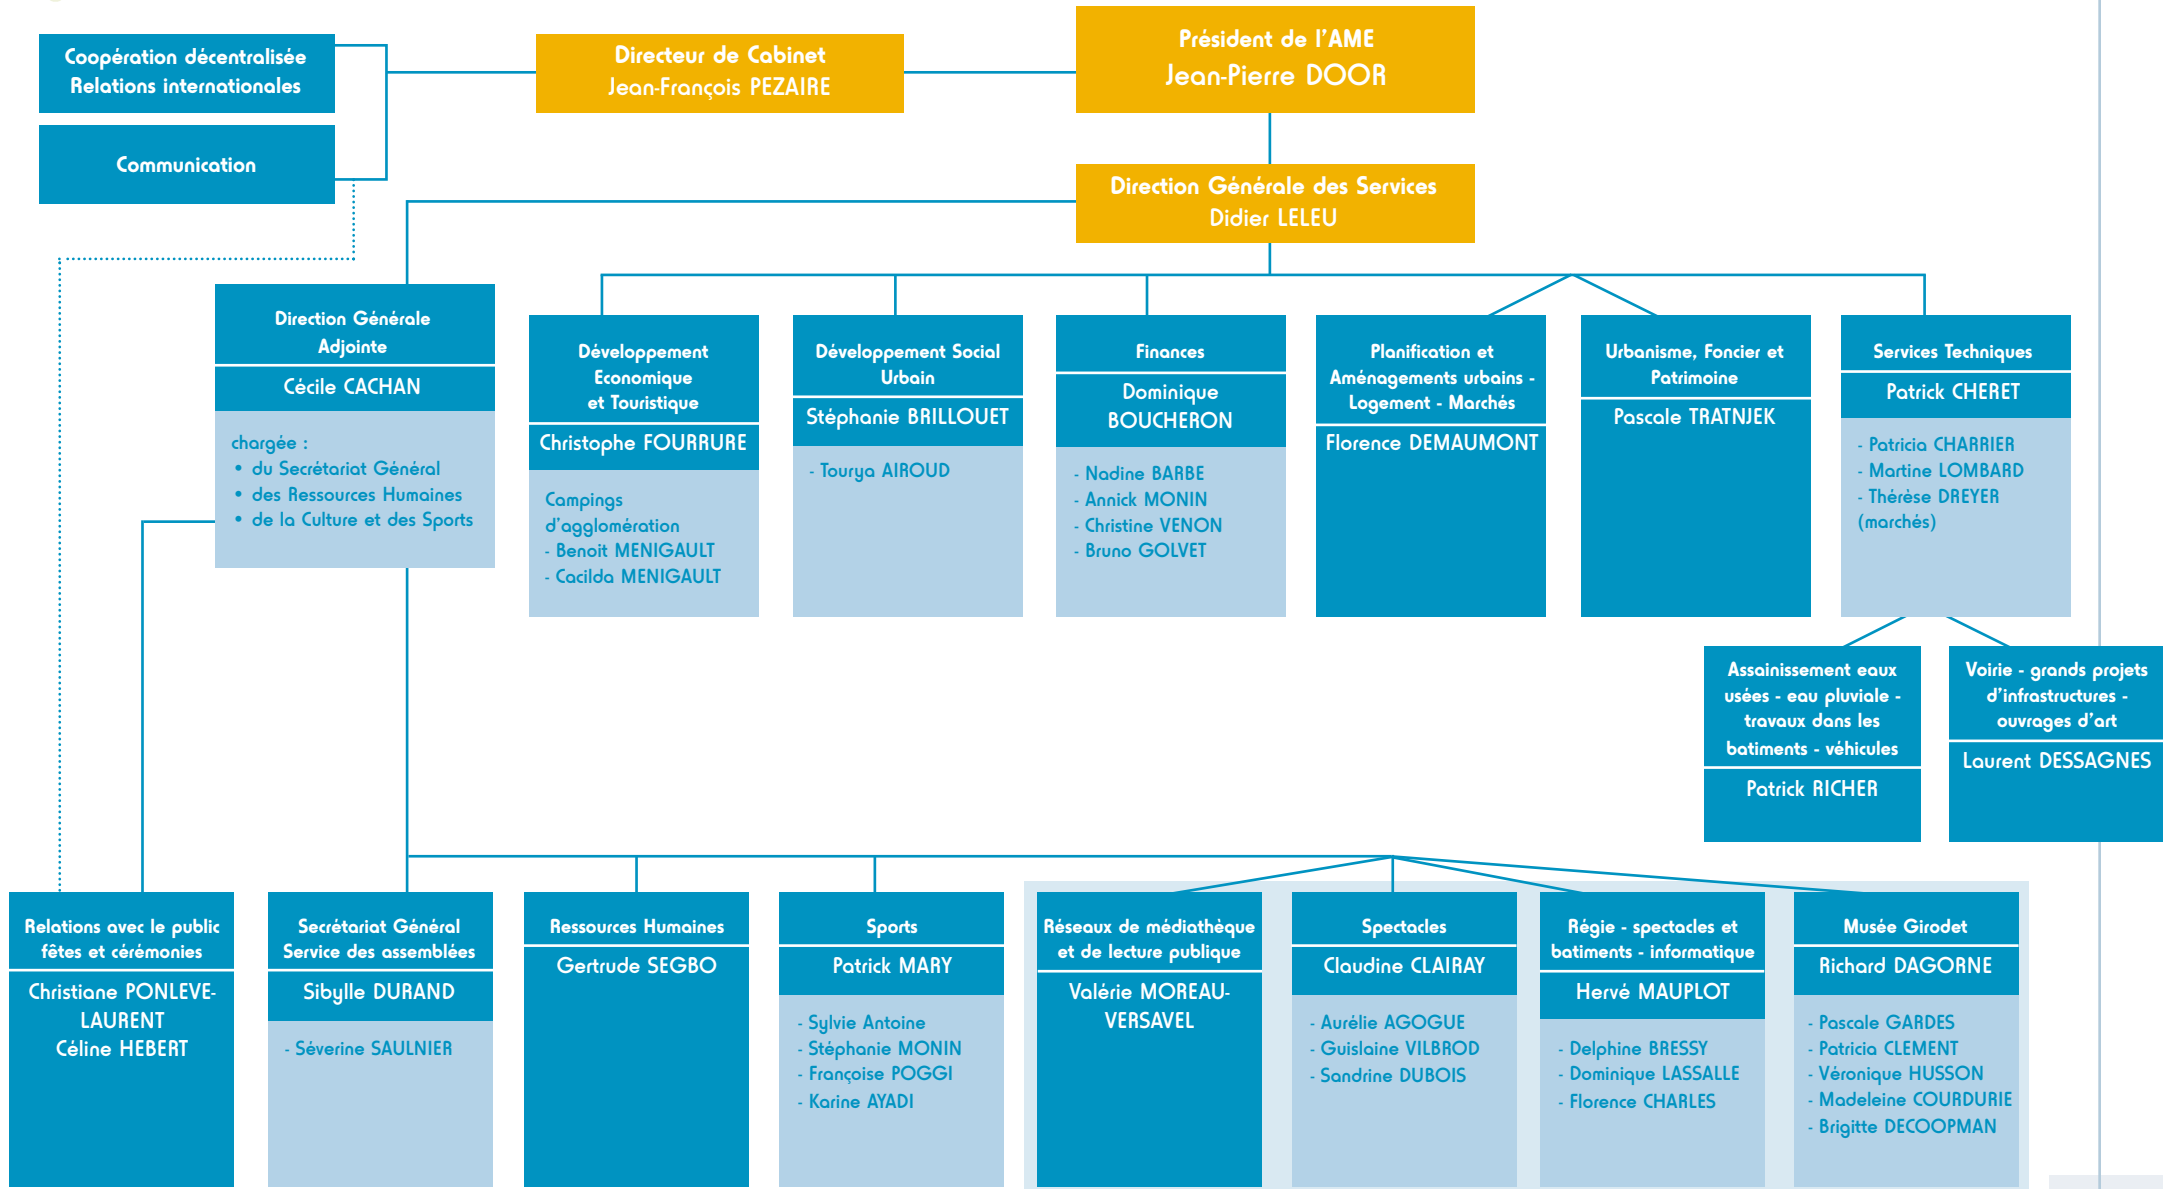 Coopération décentralisée
Relations internationales
Communication
Directeur de Cabinet
Jean-François PEZAIRE
Président de l'AME
Jean-Pierre DOOR
Direction Générale des Services
Didier LELEU
Direction Générale
Adjointe
Cécile CACHAN
chargée :
• du Secrétariat Général
• des Ressources Humaines
• de la Culture et des Sports
Développement
Economique
et Touristique
Christophe FOURRURE
Campings
d'agglomération
- Benoit MENIGAULT
- Cacilda MENIGAULT
Développement Social
Urbain
Stéphanie BRILLOUET
- Tourya AIROUD
Finances
Dominique
BOUCHERON
- Nadine BARBE
- Annick MONIN
- Christine VENON
- Bruno GOLVET
Planification et
Aménagements urbains -
Logement - Marchés
Florence DEMAUMONT
Urbanisme, Foncier et
Patrimoine
Pascale TRATNJEK
Services Techniques
Patrick CHERET
- Patricia CHARRIER
- Martine LOMBARD
- Thérèse DREYER
(marchés)
Assainissement eaux
usées - eau pluviale -
travaux dans les
batiments - véhicules
Patrick RICHER
Voirie - grands projets
d'infrastructures -
ouvrages d'art
Laurent DESSAGNES
Relations avec le public
fêtes et cérémonies
Christiane PONLEVE-
LAURENT
Céline HEBERT
Secrétariat Général
Service des assemblées
Sibylle DURAND
- Séverine SAULNIER
Ressources Humaines
Gertrude SEGBO
Sports
Patrick MARY
- Sylvie Antoine
- Stéphanie MONIN
- Françoise POGGI
- Karine AYADI
Réseaux de médiathèque
et de lecture publique
Valérie MOREAU-
VERSAVEL
Spectacles
Claudine CLAIRAY
- Aurélie AGOGUE
- Guislaine VILBROD
- Sandrine DUBOIS
Régie - spectacles et
batiments - informatique
Hervé MAUPLOT
- Delphine BRESSY
- Dominique LASSALLE
- Florence CHARLES
Musée Girodet
Richard DAGORNE
- Pascale GARDES
- Patricia CLEMENT
- Véronique HUSSON
- Madeleine COURDURIE
- Brigitte DECOOPMAN